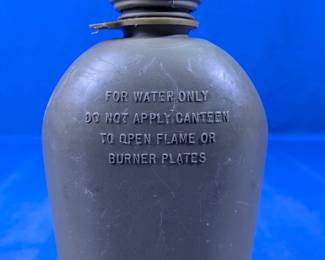 FOR WATER ONLY
DO NOT APPLY CANTEEN
TO OPEN FLAME OR
BURNER PLATES